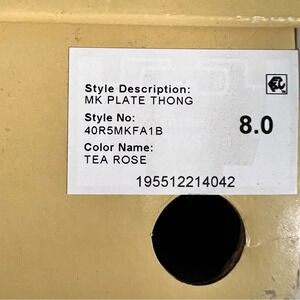 Style Description:
MK PLATE THONG
Style No:
40R5MKFA1B
8.0
Color Name:
TEA ROSE
195512214042